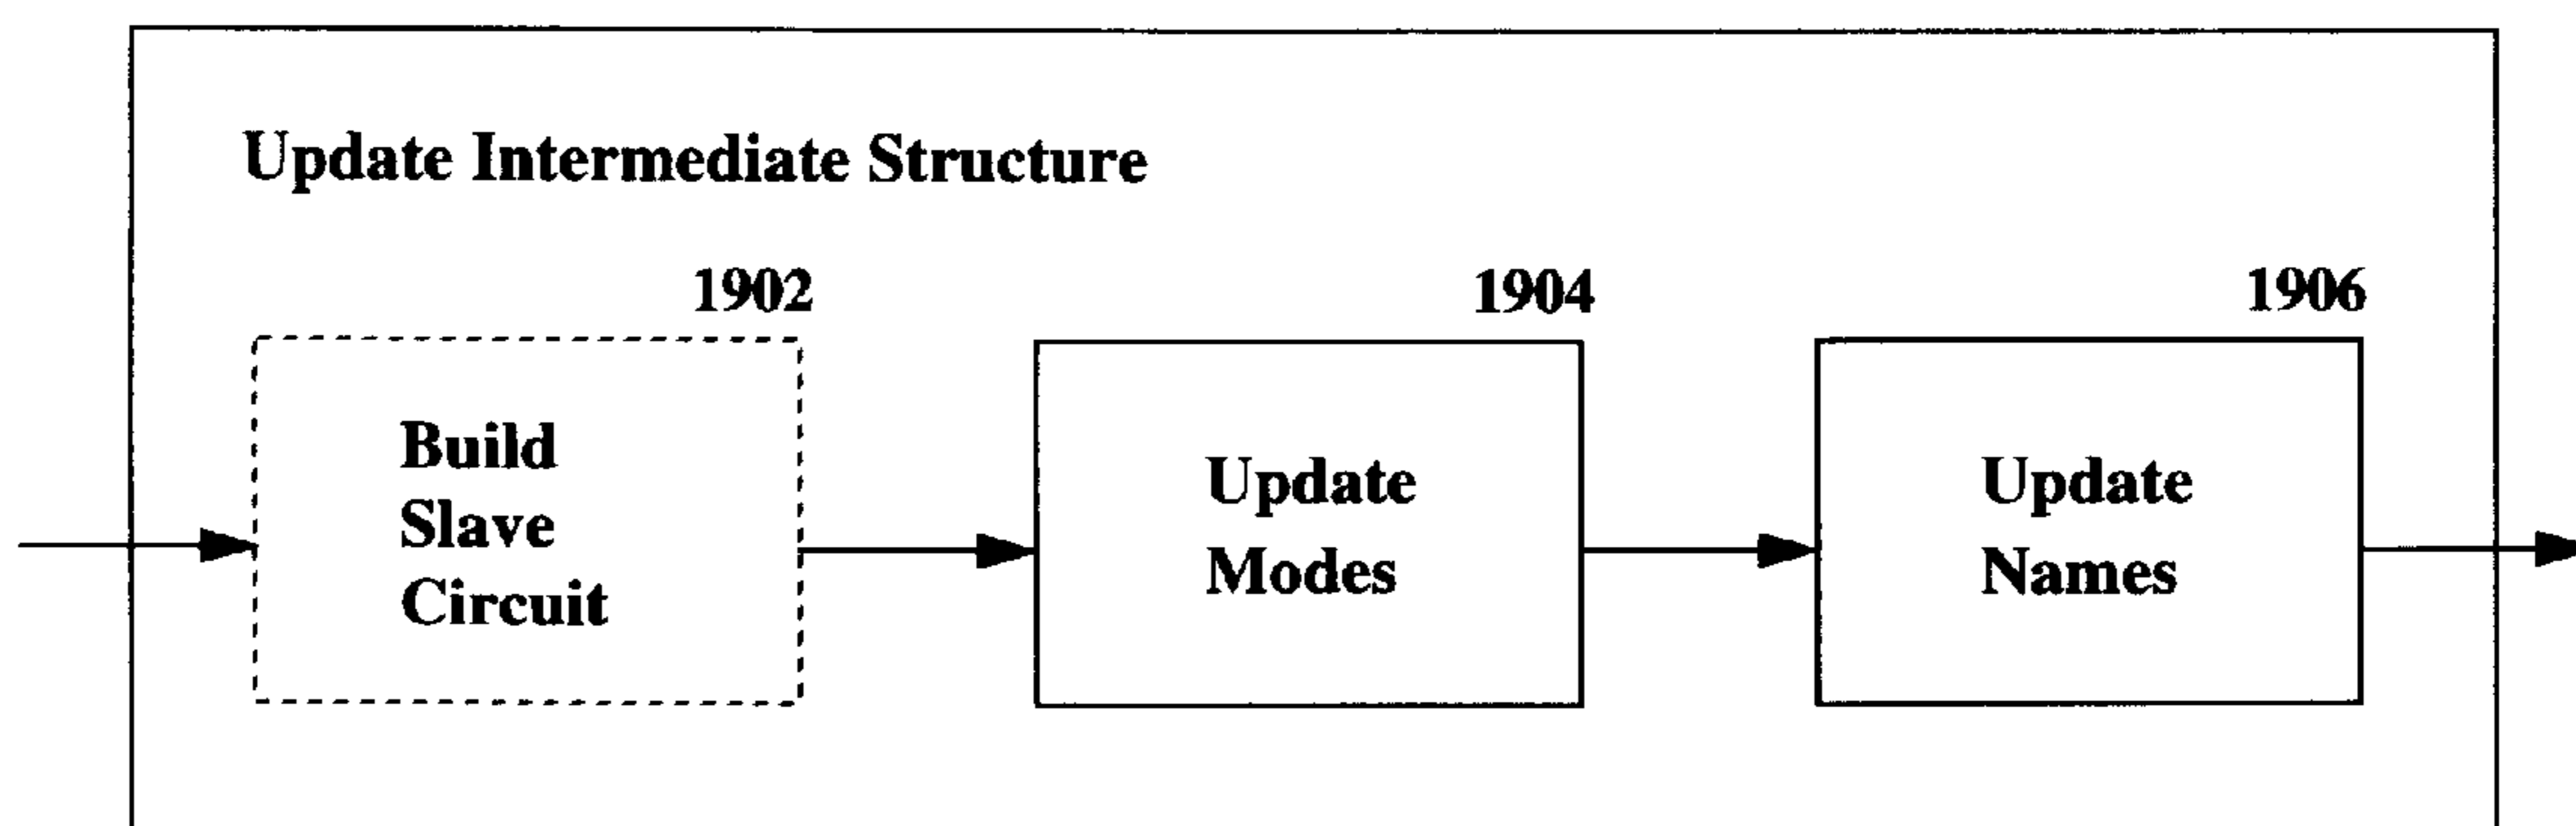 Update Intermediate Structure
1902
1904
1906
Build
Slave
Circuit
Update
Modes
Update
Names